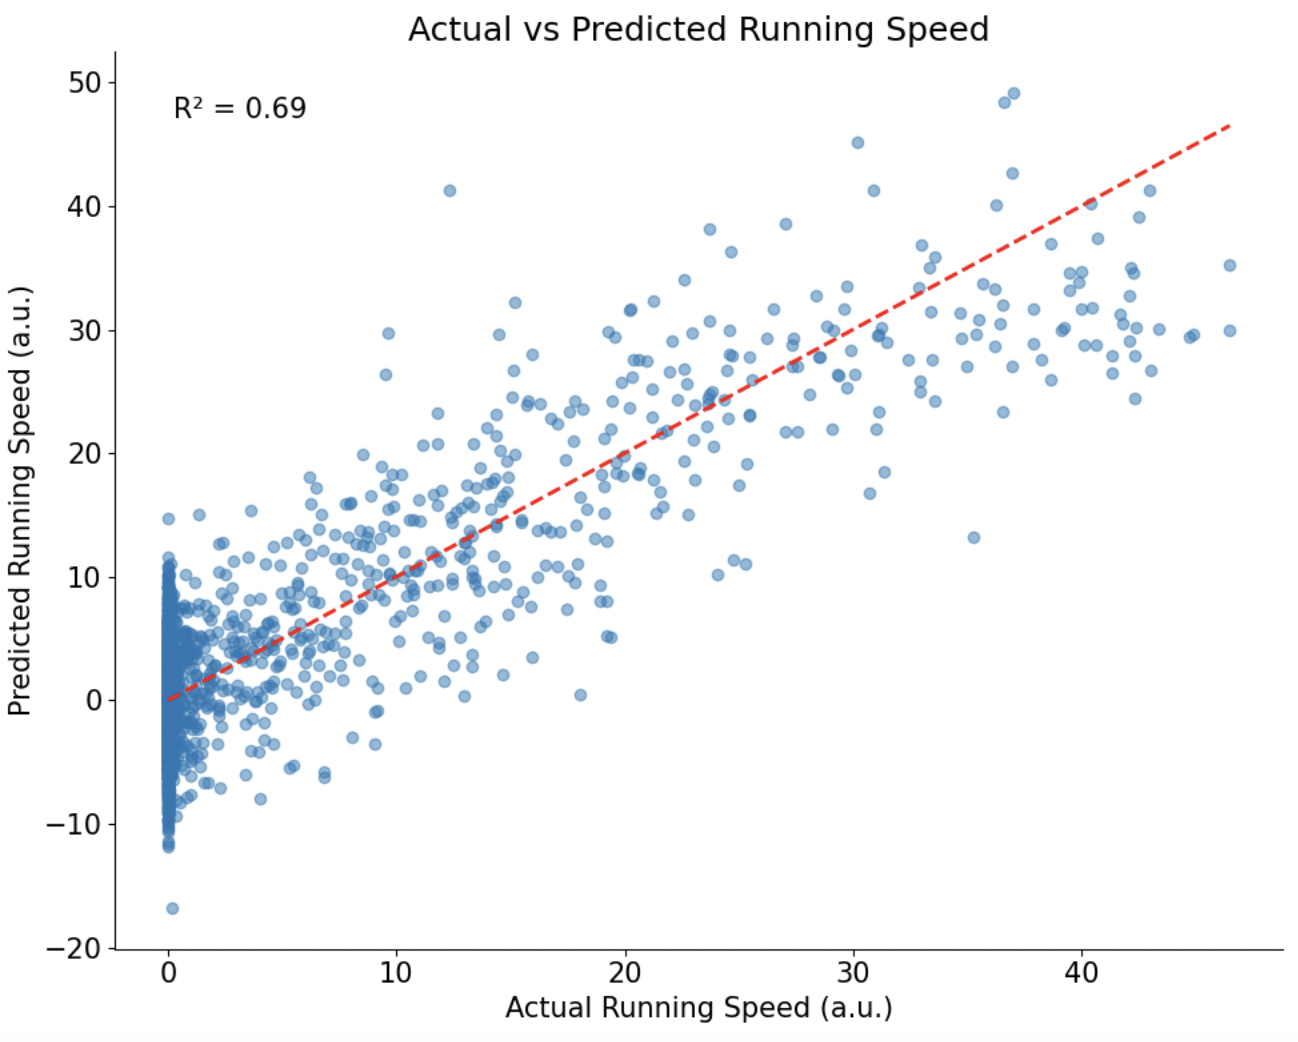 Actual vs Predicted Running Speed
R² = 0.69
50
40
30
20
10
0
−10
−20
Predicted Running Speed (a.u.)
0 10 20 30 40
Actual Running Speed (a.u.)